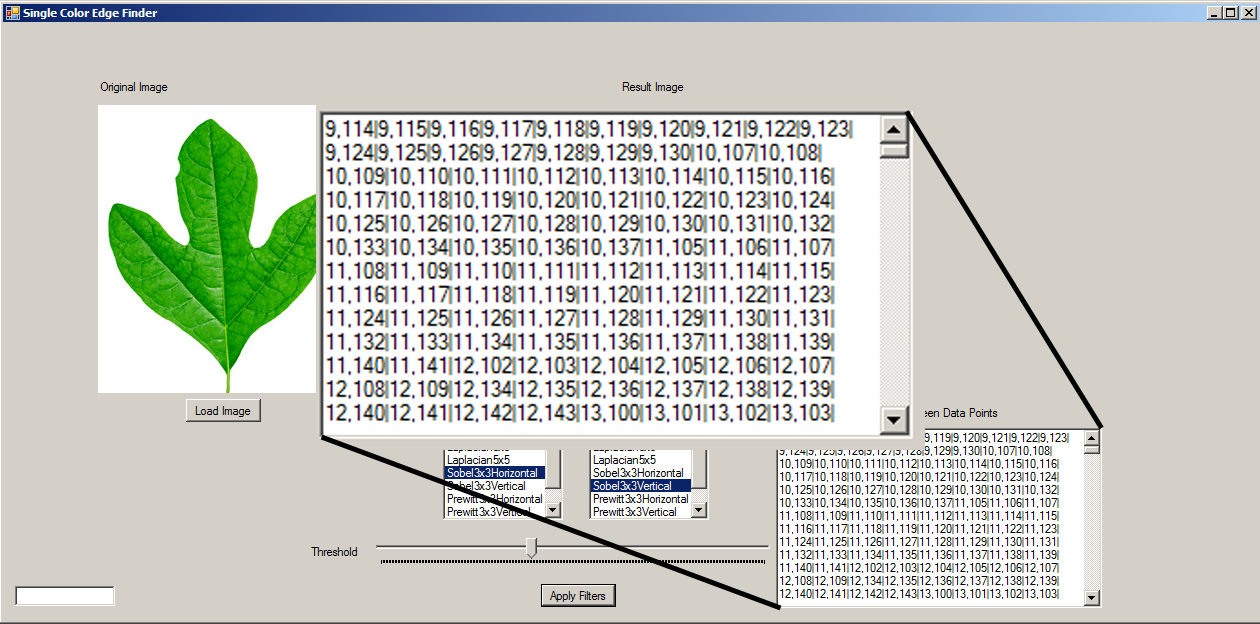 Single Color Edge Finder
Original Image
Result Image
9,114|9,115|9,116|9,117|9,118|9,119|9,120|9,121|9,122|9,123|
9,124|9,125|9,126|9,127|9,128|9,129|9,130|10,107|10,108|
10,109|10,110|10,111|10,112|10,113|10,114|10,115|10,116|
10,117|10,118|10,119|10,120|10,121|10,122|10,123|10,124|
10,125|10,126|10,127|10,128|10,129|10,130|10,131|10,132|
10,133|10,134|10,135|10,136|10,137|11,105|11,106|11,107|
11,108|11,109|11,110|11,111|11,112|11,113|11,114|11,115|
11,116|11,117|11,118|11,119|11,120|11,121|11,122|11,123|
11,124|11,125|11,126|11,127|11,128|11,129|11,130|11,131|
11,132|11,133|11,134|11,135|11,136|11,137|11,138|11,139|
11,140|11,141|12,102|12,103|12,104|12,105|12,106|12,107|
12,108|12,109|12,134|12,135|12,136|12,137|12,138|12,139|
12,140|12,141|12,142|12,143|13,100|13,101|13,102|13,103|
Load Image
Data Points
Laplacian5x5
Sobel3x3Horizontal
Sobel3x3Vertical
Prewitt3x3Horizontal
Prewitt3x3Vertical
Sobel3x3Horizontal
Sobel3x3Vertical
Prewitt3x3Horizontal
Prewitt3x3Vertical
9,119|9,120|9,121|9,122|9,123|
9,124|9,125|9,126|9,127|9,128|9,129|9,130|10,107|10,108|
10,109|10,110|10,111|10,112|10,113|10,114|10,115|10,116|
10,117|10,118|10,119|10,120|10,121|10,122|10,123|10,124|
10,125|10,126|10,127|10,128|10,129|10,130|10,131|10,132|
10,133|10,134|10,135|10,136|10,137|11,105|11,106|11,107|
11,108|11,109|11,110|11,111|11,112|11,113|11,114|11,115|
11,116|11,117|11,118|11,119|11,120|11,121|11,122|11,123|
11,124|11,125|11,126|11,127|11,128|11,129|11,130|11,131|
11,132|11,133|11,134|11,135|11,136|11,137|11,138|11,139|
11,140|11,141|12,102|12,103|12,104|12,105|12,106|12,107|
12,108|12,109|12,134|12,135|12,136|12,137|12,138|12,139|
12,140|12,141|12,142|12,143|13,100|13,101|13,102|13,103|
Threshold
Apply Filters